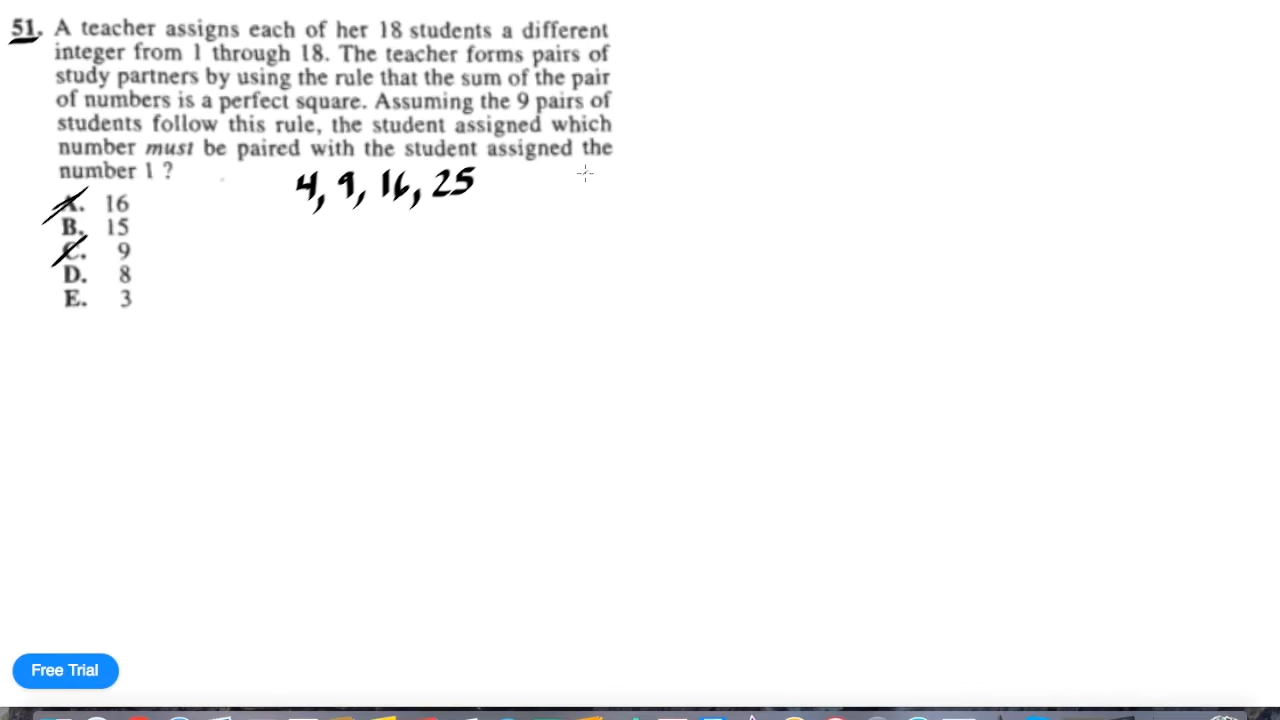 51. A teacher assigns each of her 18 students a different
integer from 1 through 18. The teacher forms pairs of
study partners by using the rule that the sum of the pair
of numbers is a perfect square. Assuming the 9 pairs of
students follow this rule, the student assigned which
number must be paired with the student assigned the
number 1 ?
4, 9, 16, 25
A. 16
B. 15
C. 9
D. 8
E. 3
Free Trial